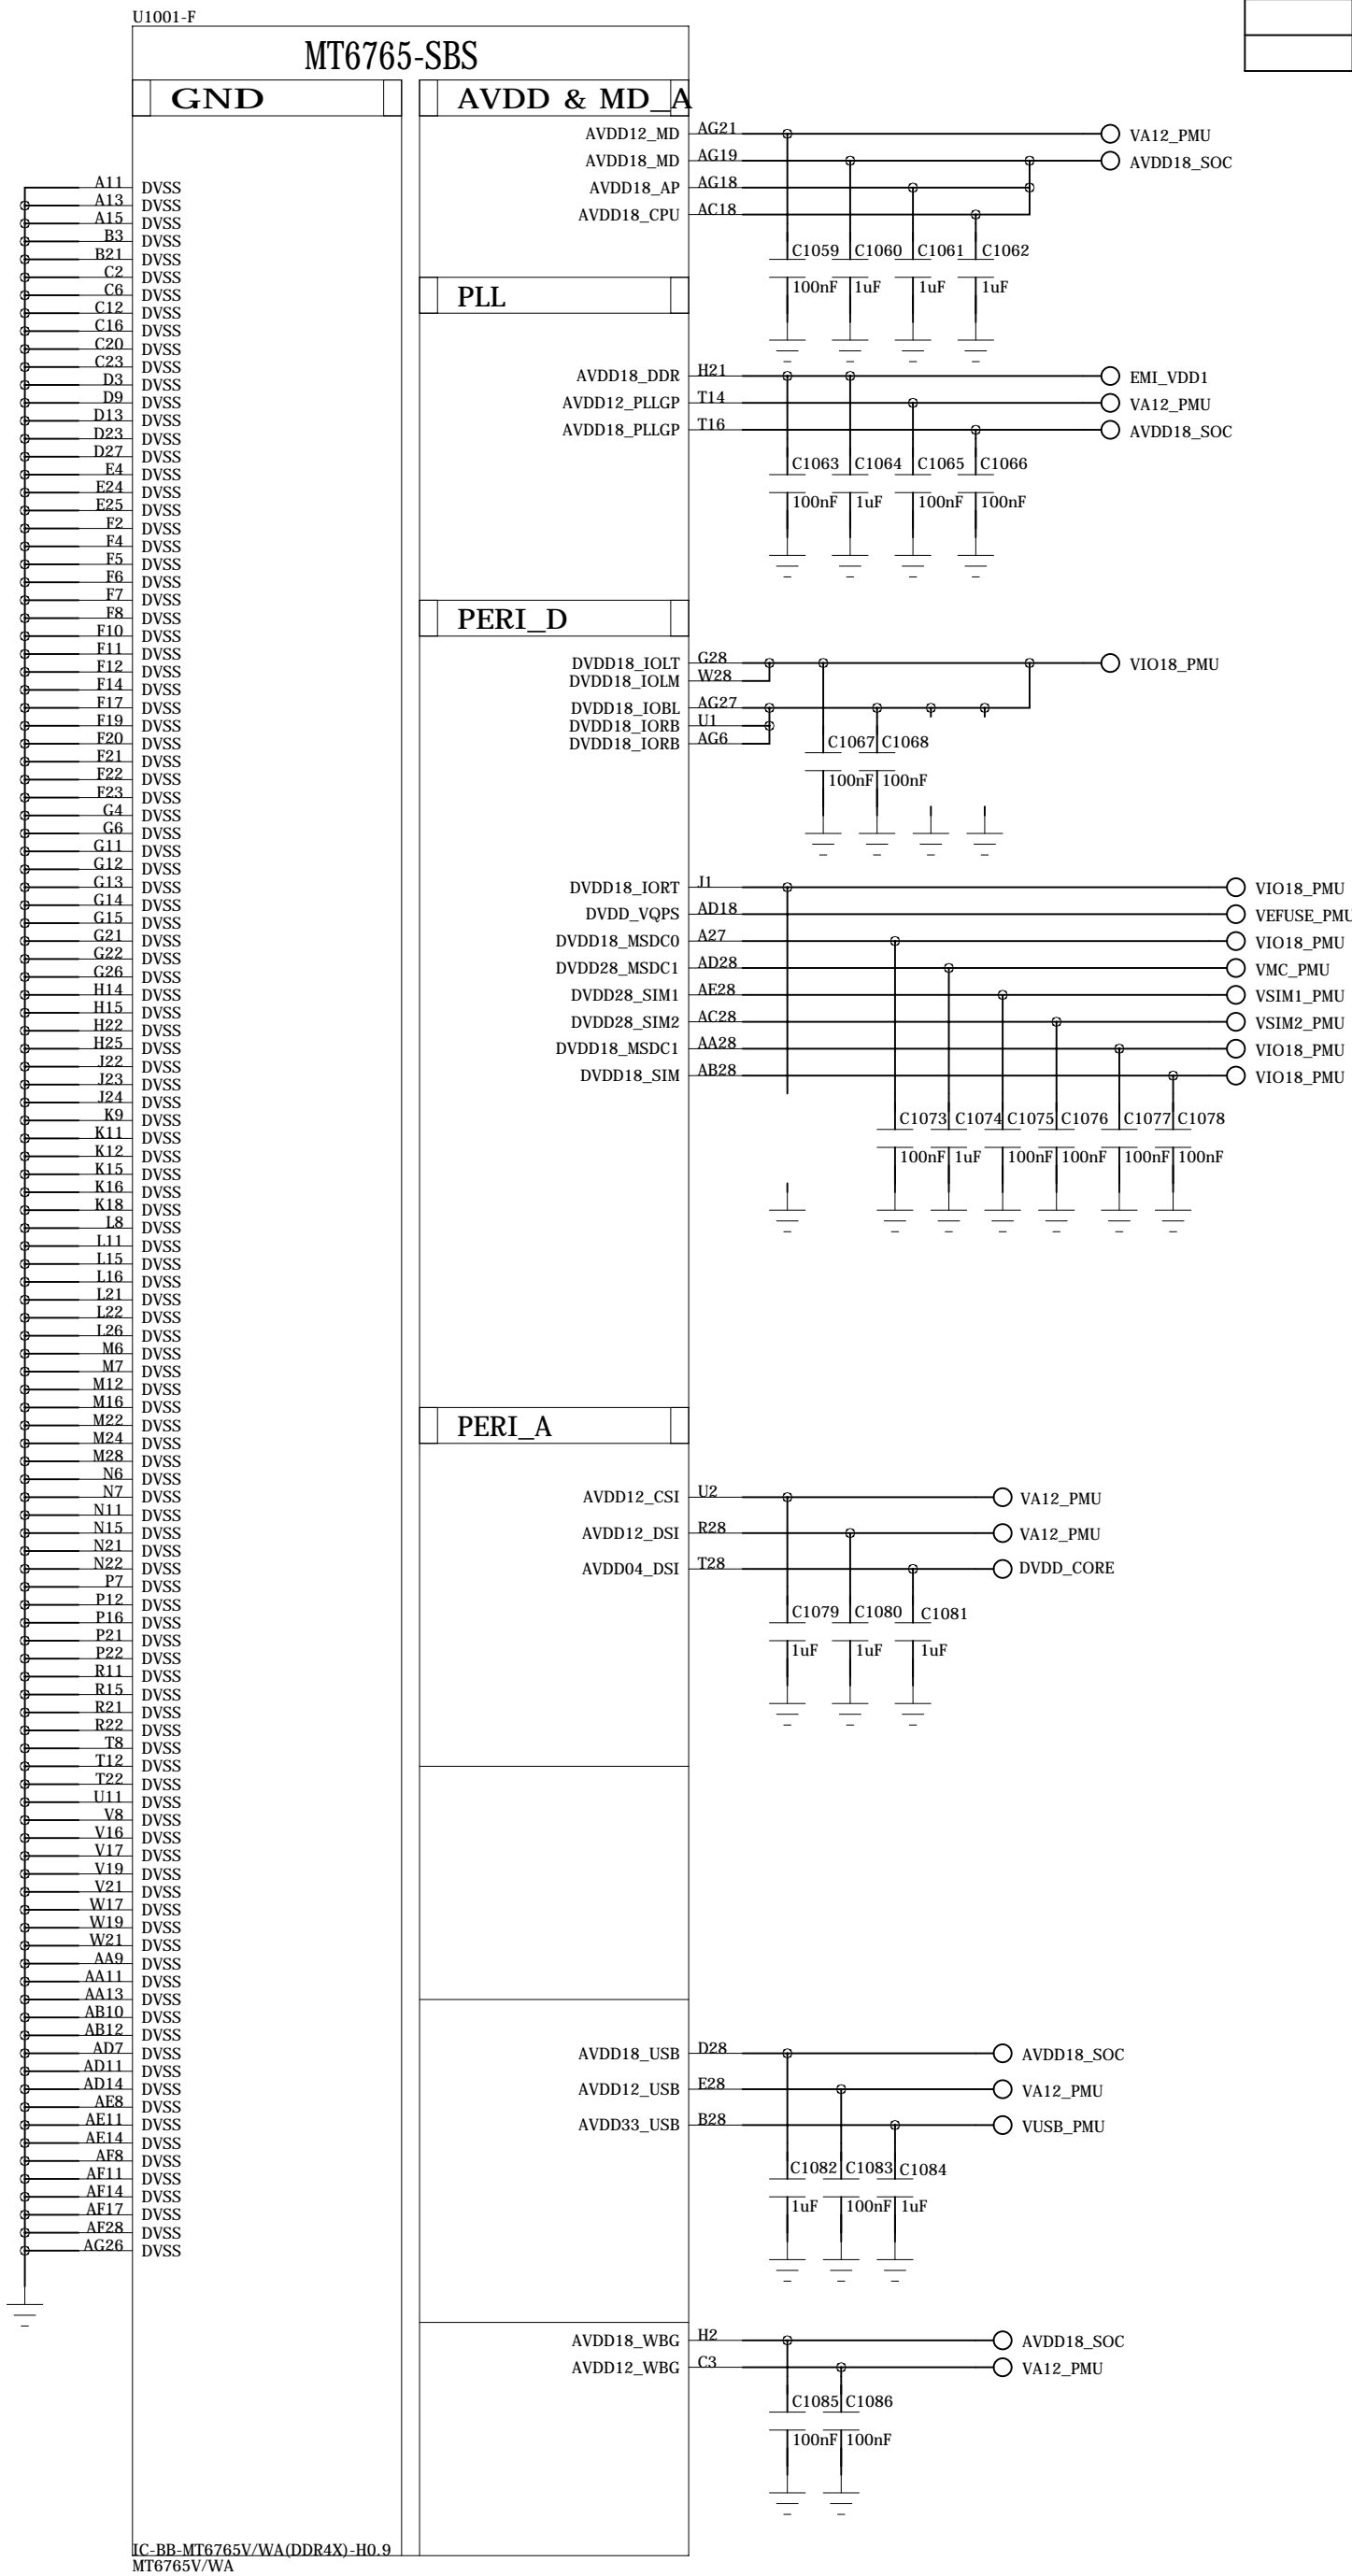 U1001-F
MT6765-SBS
GND
AVDD & MD_A
AVDD12_MD AG21 VA12_PMU
AVDD18_MD AG19 AVDD18_SOC
AVDD18_AP AG18
AVDD18_CPU AC18
C1059 C1060 C1061 C1062
100nF 1uF 1uF 1uF
PLL
AVDD18_DDR H21 EMI_VDD1
AVDD12_PLLGP T14 VA12_PMU
AVDD18_PLLGP T16 AVDD18_SOC
C1063 C1064 C1065 C1066
100nF 1uF 100nF 100nF
PERI_D
DVDD18_IOLT G28 VIO18_PMU
DVDD18_IOLM W28
DVDD18_IOBL AG27
DVDD18_IORB U1
DVDD18_IORB AG6
C1067 C1068
100nF 100nF
DVDD18_IORT J1 VIO18_PMU
DVDD_VQPS AD18 VEFUSE_PMU
DVDD18_MSDC0 A27 VIO18_PMU
DVDD28_MSDC1 AD28 VMC_PMU
DVDD28_SIM1 AE28 VSIM1_PMU
DVDD28_SIM2 AC28 VSIM2_PMU
DVDD18_MSDC1 AA28 VIO18_PMU
DVDD18_SIM AB28 VIO18_PMU
C1073 C1074 C1075 C1076 C1077 C1078
100nF 1uF 100nF 100nF 100nF 100nF
PERI_A
AVDD12_CSI U2 VA12_PMU
AVDD12_DSI R28 VA12_PMU
AVDD04_DSI T28 DVDD_CORE
C1079 C1080 C1081
1uF 1uF 1uF
AVDD18_USB D28 AVDD18_SOC
AVDD12_USB E28 VA12_PMU
AVDD33_USB B28 VUSB_PMU
C1082 C1083 C1084
1uF 100nF 1uF
AVDD18_WBG H2 AVDD18_SOC
AVDD12_WBG C3 VA12_PMU
C1085 C1086
100nF 100nF
A11 DVSS
A13 DVSS
A15 DVSS
B3 DVSS
B21 DVSS
C2 DVSS
C6 DVSS
C12 DVSS
C16 DVSS
C20 DVSS
C23 DVSS
D3 DVSS
D9 DVSS
D13 DVSS
D23 DVSS
D27 DVSS
E4 DVSS
E24 DVSS
E25 DVSS
F2 DVSS
F4 DVSS
F5 DVSS
F6 DVSS
F7 DVSS
F8 DVSS
F10 DVSS
F11 DVSS
F12 DVSS
F14 DVSS
F17 DVSS
F19 DVSS
F20 DVSS
F21 DVSS
F22 DVSS
F23 DVSS
G4 DVSS
G6 DVSS
G11 DVSS
G12 DVSS
G13 DVSS
G14 DVSS
G15 DVSS
G21 DVSS
G22 DVSS
G26 DVSS
H14 DVSS
H15 DVSS
H22 DVSS
H25 DVSS
J22 DVSS
J23 DVSS
J24 DVSS
K9 DVSS
K11 DVSS
K12 DVSS
K15 DVSS
K16 DVSS
K18 DVSS
L8 DVSS
L11 DVSS
L15 DVSS
L16 DVSS
L21 DVSS
L22 DVSS
L26 DVSS
M6 DVSS
M7 DVSS
M12 DVSS
M16 DVSS
M22 DVSS
M24 DVSS
M28 DVSS
N6 DVSS
N7 DVSS
N11 DVSS
N15 DVSS
N21 DVSS
N22 DVSS
P7 DVSS
P12 DVSS
P16 DVSS
P21 DVSS
P22 DVSS
R11 DVSS
R15 DVSS
R21 DVSS
R22 DVSS
T8 DVSS
T12 DVSS
T22 DVSS
U11 DVSS
V8 DVSS
V16 DVSS
V17 DVSS
V19 DVSS
V21 DVSS
W17 DVSS
W19 DVSS
W21 DVSS
AA9 DVSS
AA11 DVSS
AA13 DVSS
AB10 DVSS
AB12 DVSS
AD7 DVSS
AD11 DVSS
AD14 DVSS
AE8 DVSS
AE11 DVSS
AE14 DVSS
AF8 DVSS
AF11 DVSS
AF14 DVSS
AF17 DVSS
AF28 DVSS
AG26 DVSS
IC-BB-MT6765V/WA(DDR4X)-H0.9
MT6765V/WA